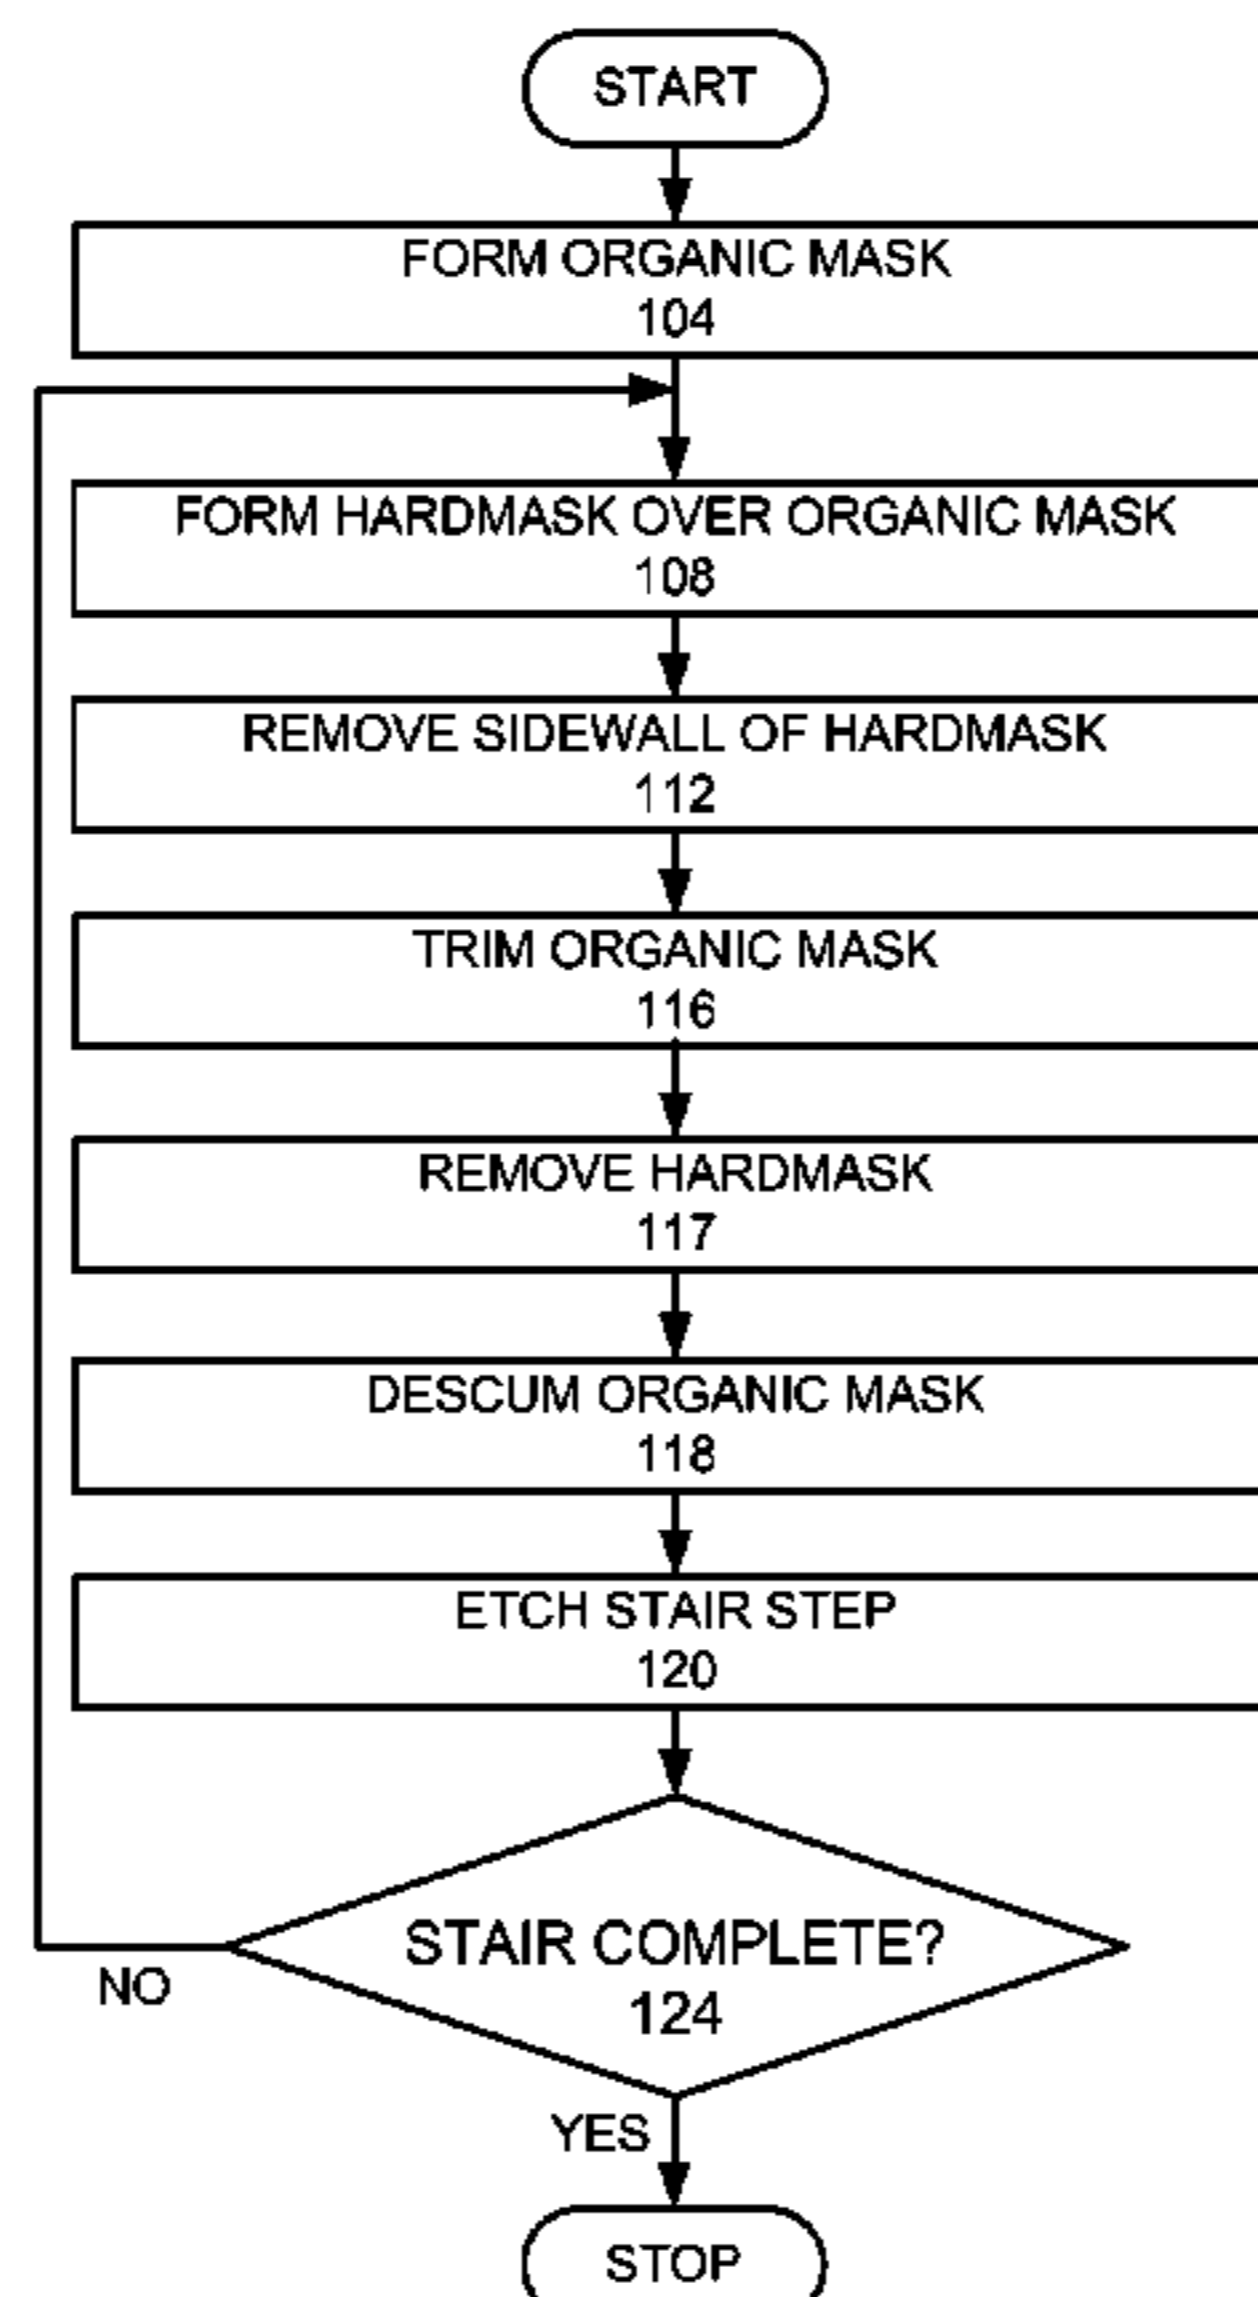 START
FORM ORGANIC MASK
104
FORM HARDMASK OVER ORGANIC MASK
108
REMOVE SIDEWALL OF HARDMASK
112
TRIM ORGANIC MASK
116
REMOVE HARDMASK
117
DESCUM ORGANIC MASK
118
ETCH STAIR STEP
120
STAIR COMPLETE?
124
NO
YES
STOP